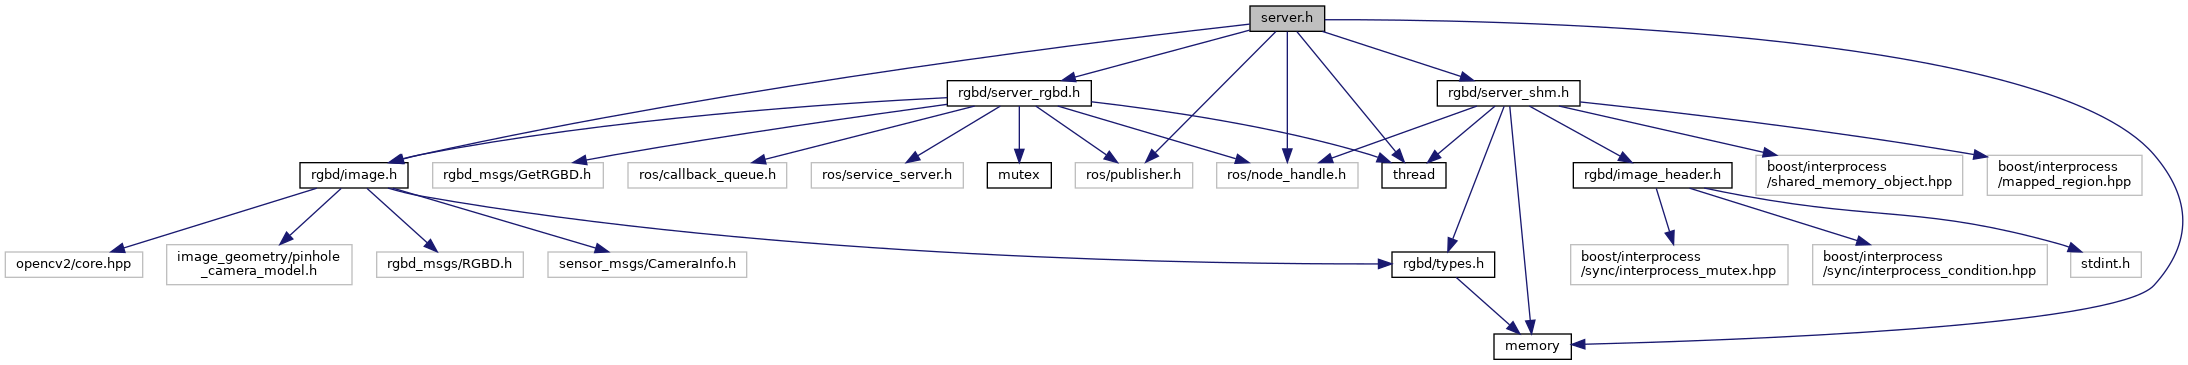 server.h
rgbd/server_rgbd.h
rgbd/server_shm.h
rgbd/image.h
rgbd_msgs/GetRGBD.h
ros/callback_queue.h
ros/service_server.h
mutex
ros/publisher.h
ros/node_handle.h
thread
rgbd/image_header.h
boost/interprocess
/shared_memory_object.hpp
boost/interprocess
/mapped_region.hpp
opencv2/core.hpp
image_geometry/pinhole
_camera_model.h
rgbd_msgs/RGBD.h
sensor_msgs/CameraInfo.h
rgbd/types.h
boost/interprocess
/sync/interprocess_mutex.hpp
boost/interprocess
/sync/interprocess_condition.hpp
stdint.h
memory